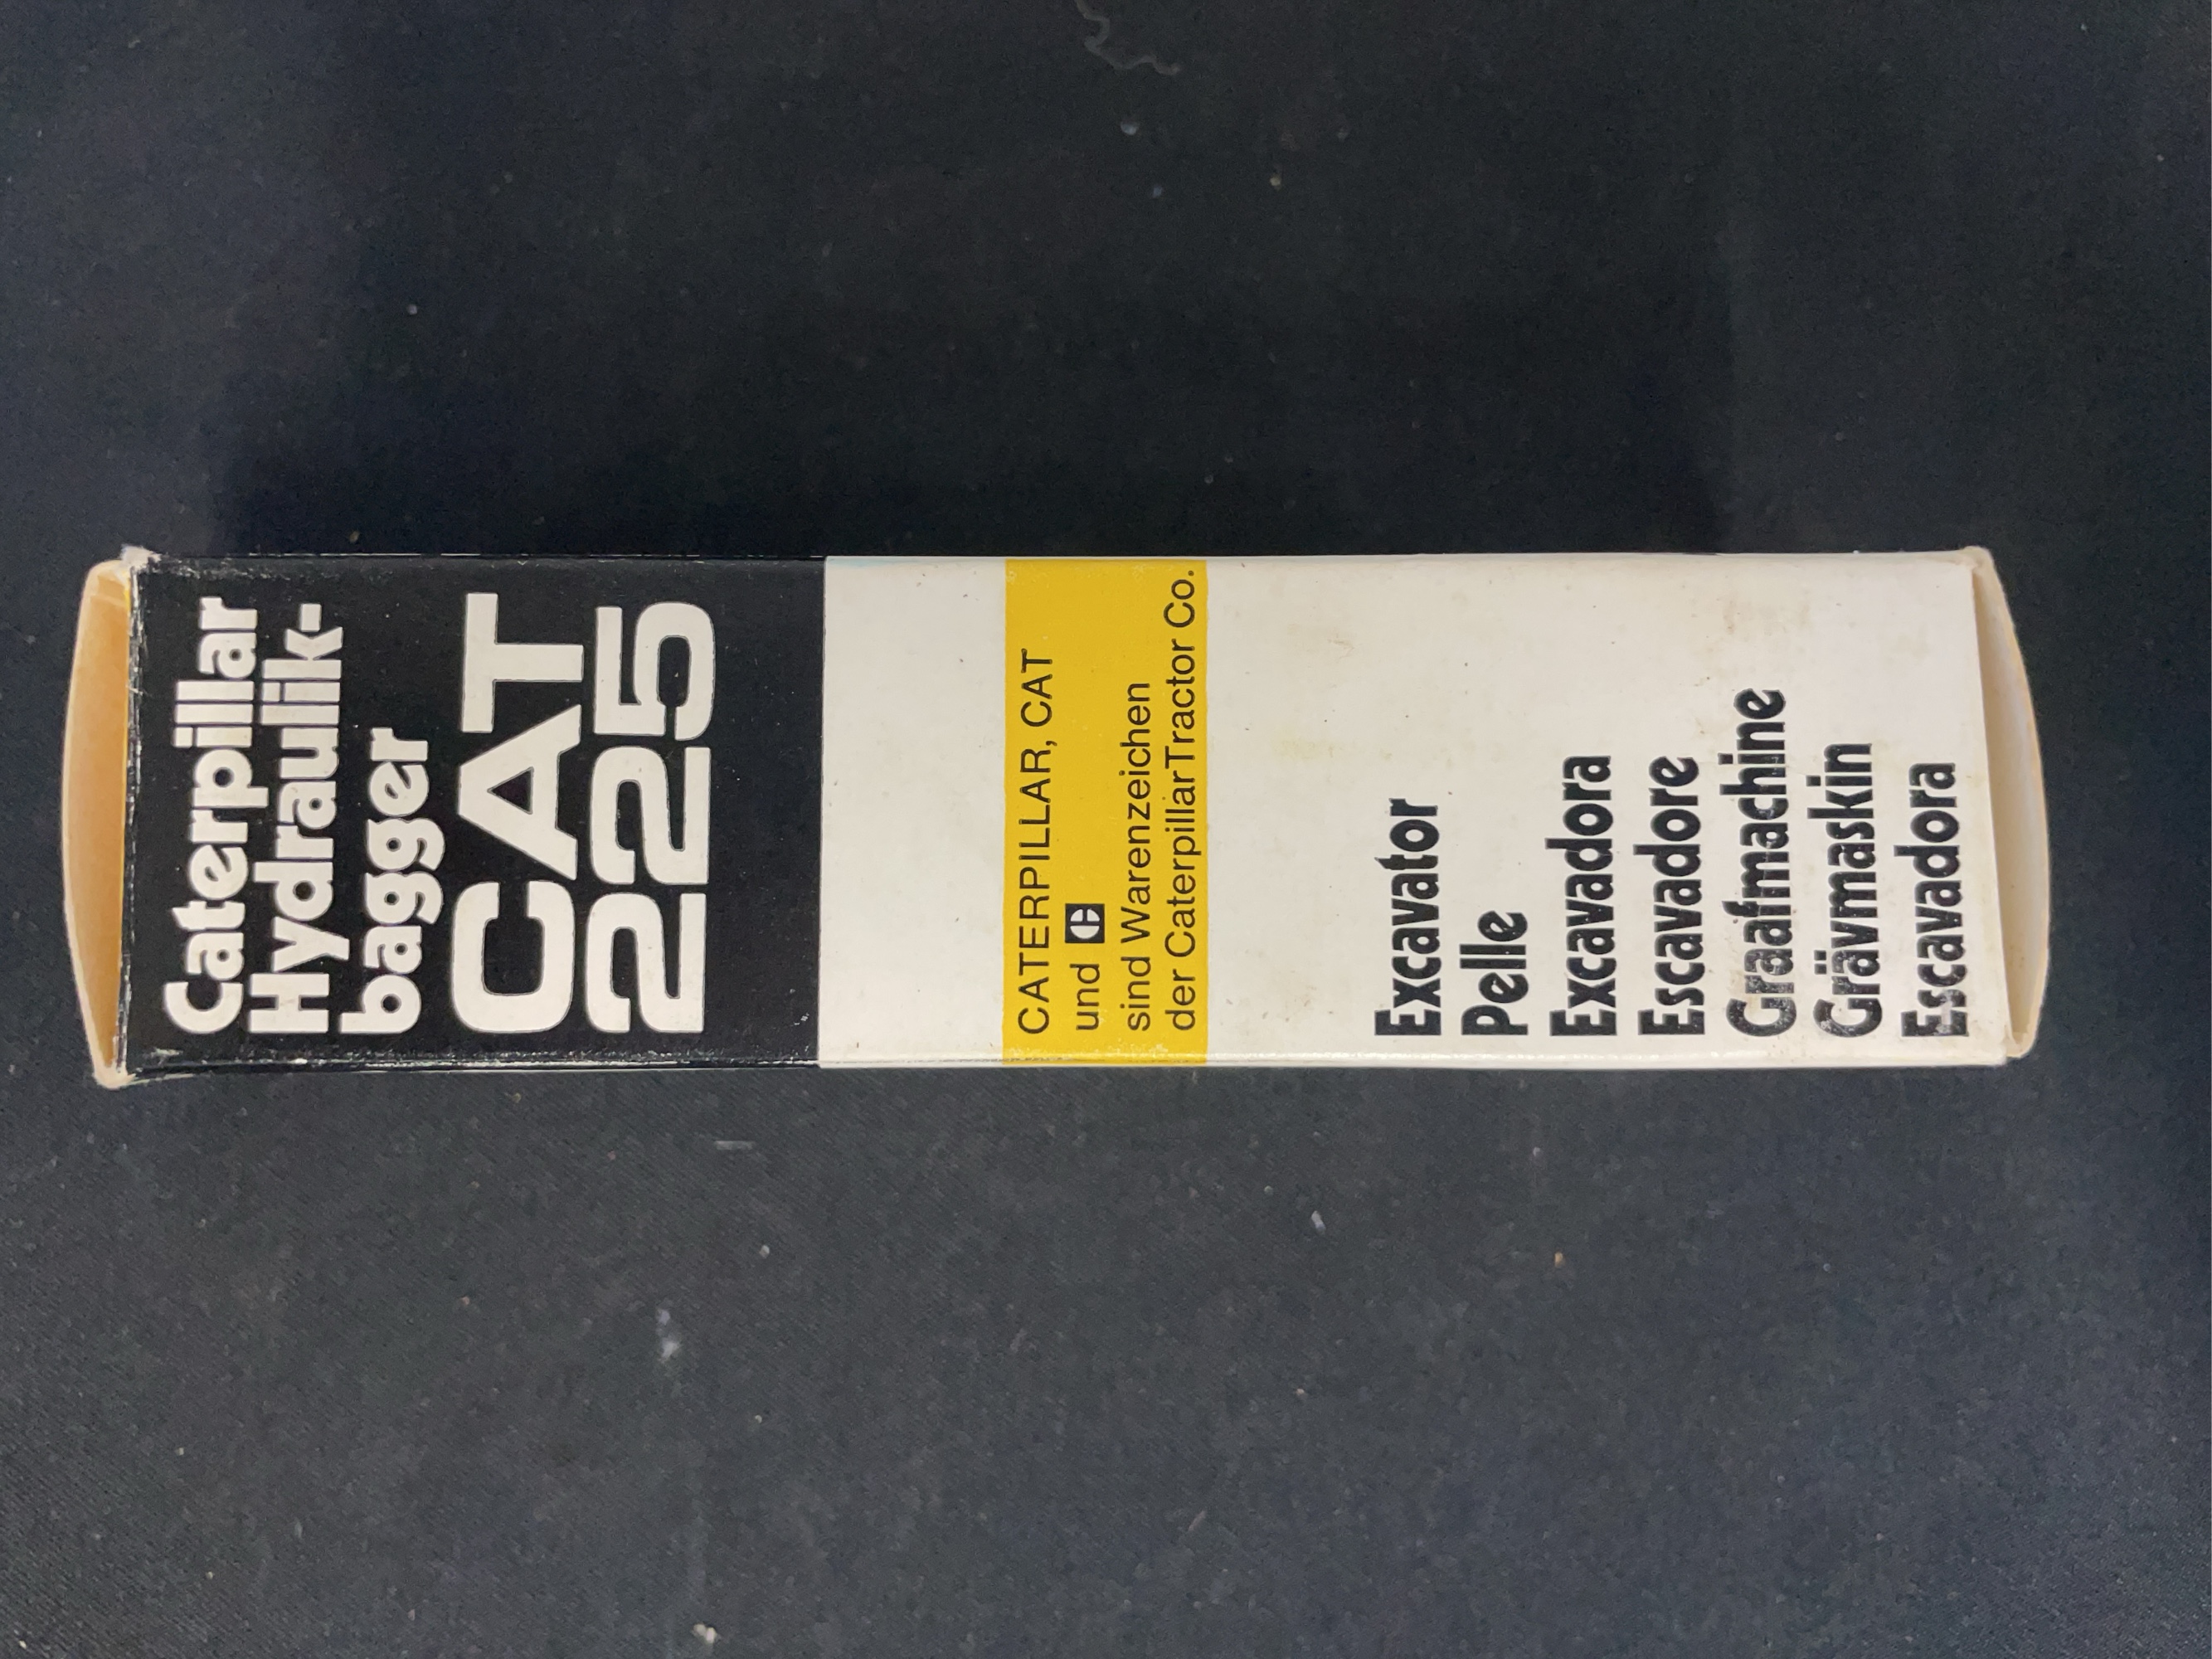 Caterpillar
Hydraulik-
bagger
CAT
225
CATERPILLAR, CAT
und C
sind Warenzeichen
der Caterpillar Tractor Co.
Excavator
Pelle
Excavadora
Escavadore
Graafmachine
Grävmaskin
Escavadora